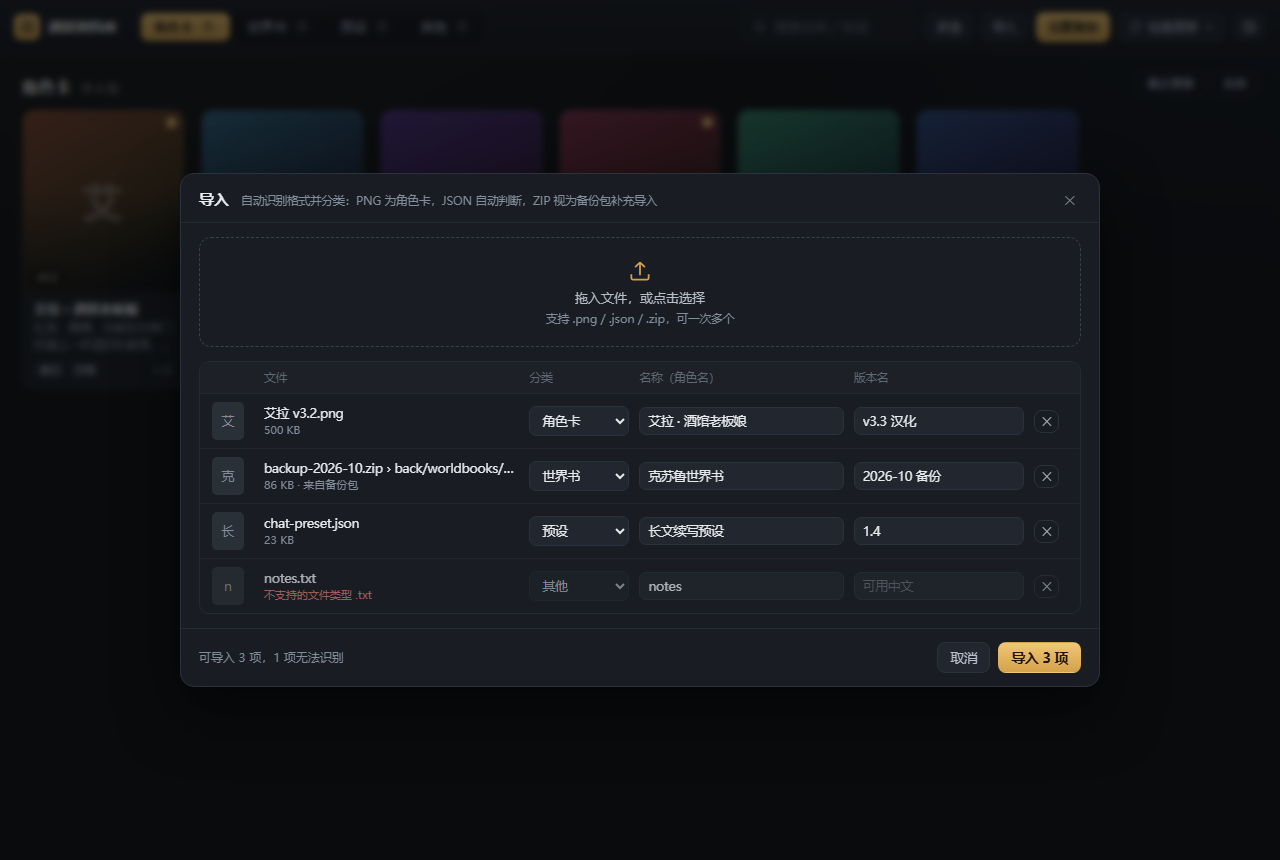 导入 自动识别格式并分类：PNG 为角色卡，JSON 自动判断，ZIP 视为备份包补充导入
拖入文件，或点击选择
支持 .png / .json / .zip，可一次多个
文件 分类 名称（角色名） 版本名
艾 艾拉 v3.2.png 角色卡 艾拉 · 酒馆老板娘 v3.3 汉化
500 KB
克 backup-2026-10.zip › back/worldbooks/... 世界书 克苏鲁世界书 2026-10 备份
86 KB · 来自备份包
长 chat-preset.json 预设 长文续写预设 1.4
23 KB
n notes.txt 其他 notes 可用中文
不支持的文件类型 .txt
可导入 3 项，1 项无法识别 取消 导入 3 项